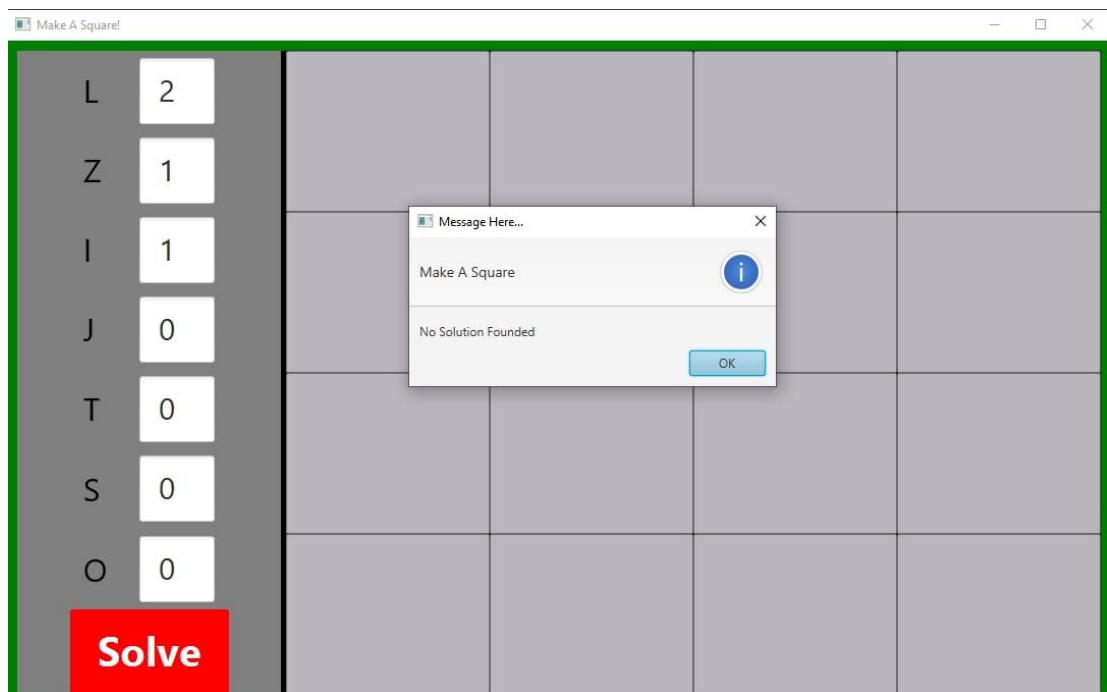 Make A Square!
L 2
Z 1
I 1
J 0
T 0
S 0
O 0
Solve
Message Here...
Make A Square
i
No Solution Founded
OK